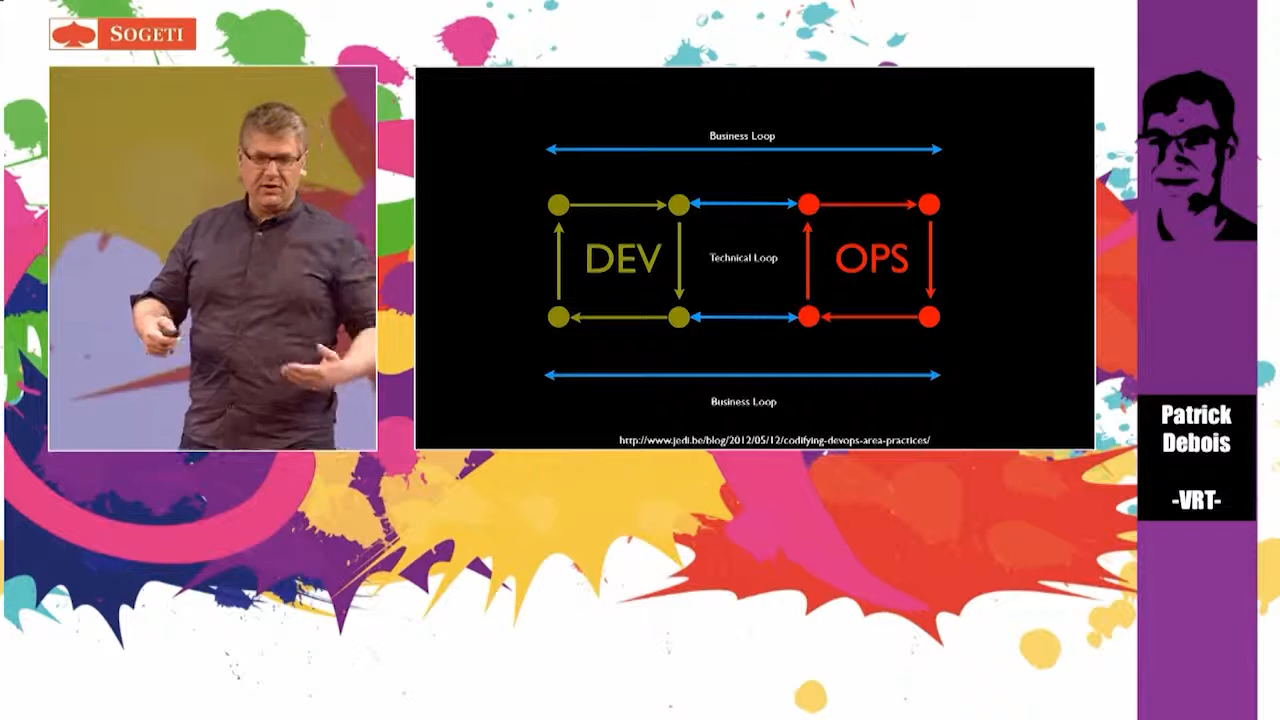 SOGETI
Business Loop
DEV
Technical Loop
OPS
Business Loop
http://www.jedi.be/blog/2012/05/12/codifying-devops-area-practices/
Patrick
Debois
-VRT-